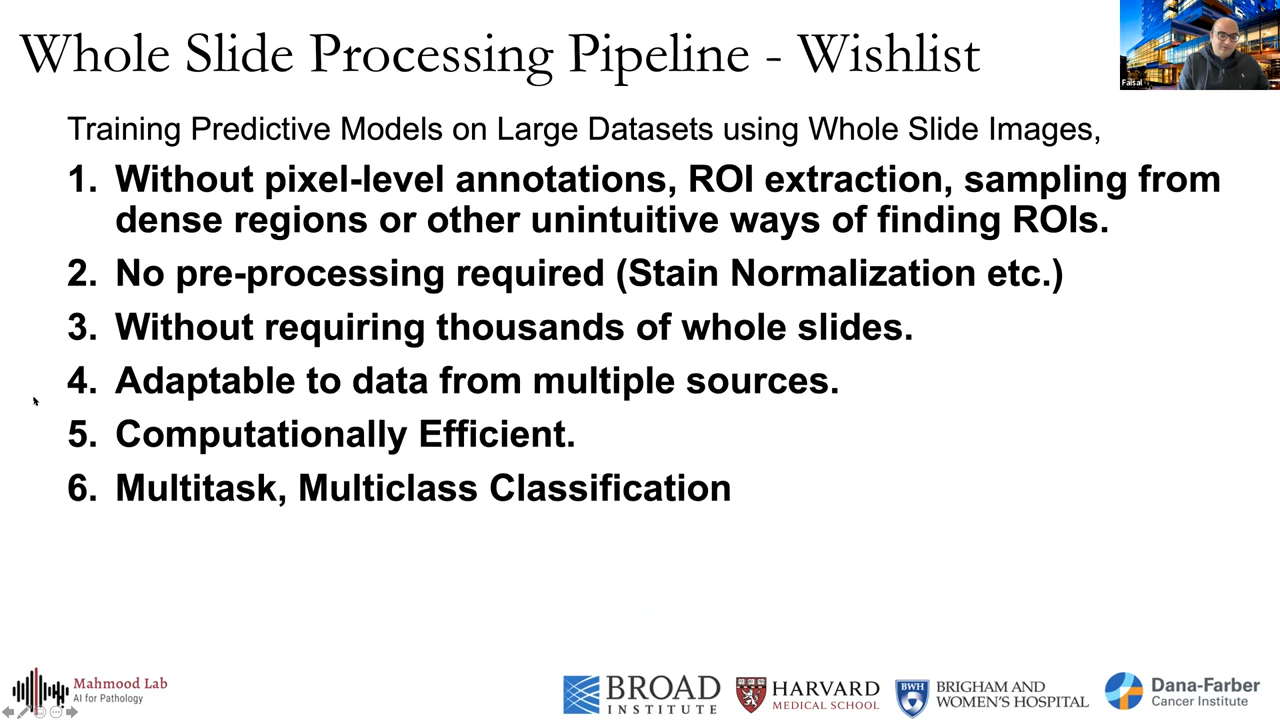 Whole Slide Processing Pipeline - Wishlist
Faisal
Training Predictive Models on Large Datasets using Whole Slide Images,
1. Without pixel-level annotations, ROI extraction, sampling from
dense regions or other unintuitive ways of finding ROIs.
2. No pre-processing required (Stain Normalization etc.)
3. Without requiring thousands of whole slides.
4. Adaptable to data from multiple sources.
5. Computationally Efficient.
6. Multitask, Multiclass Classification
Mahmood Lab
AI for Pathology
BROAD
INSTITUTE
HARVARD
MEDICAL SCHOOL
BWH
BRIGHAM AND
WOMEN'S HOSPITAL
Dana-Farber
Cancer Institute